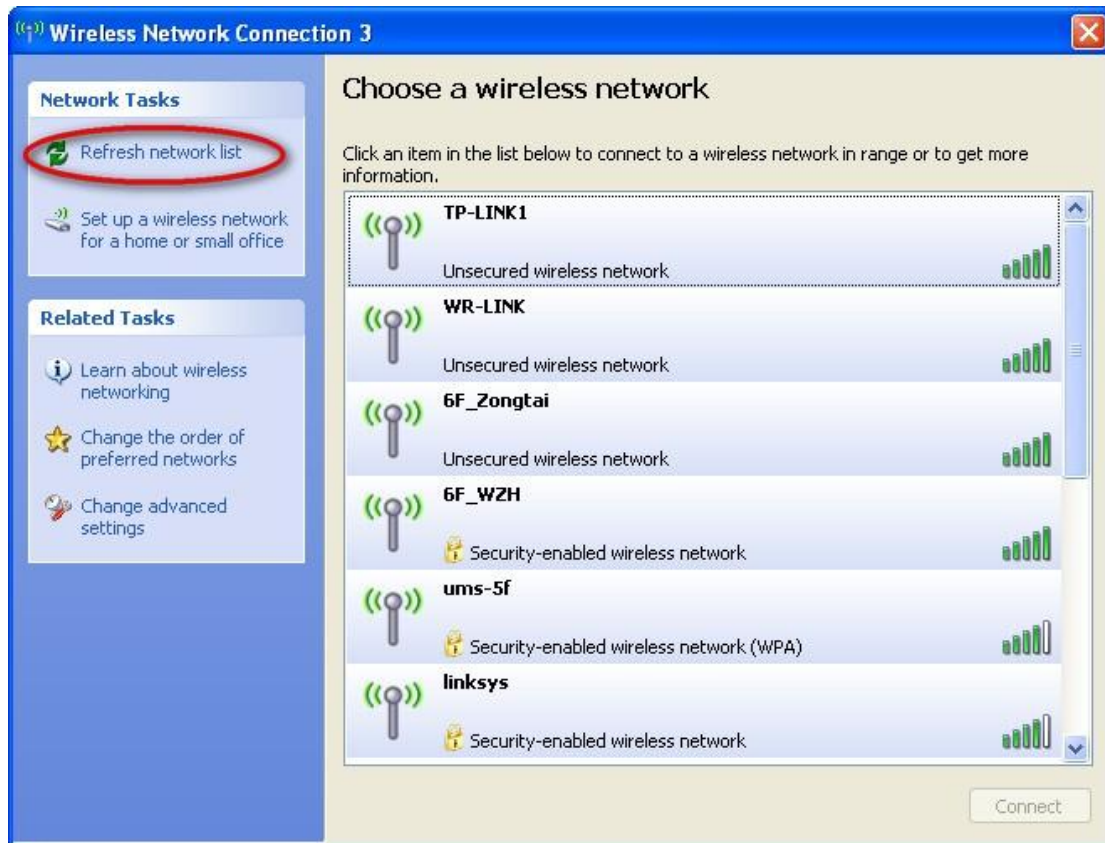 Wireless Network Connection 3
Network Tasks
Refresh network list
Set up a wireless network
for a home or small office
Related Tasks
Learn about wireless
networking
Change the order of
preferred networks
Change advanced
settings
Choose a wireless network
Click an item in the list below to connect to a wireless network in range or to get more
information.
TP-LINK1
Unsecured wireless network
WR-LINK
Unsecured wireless network
6F_Zongtai
Unsecured wireless network
6F_WZH
Security-enabled wireless network
ums-5f
Security-enabled wireless network (WPA)
linksys
Security-enabled wireless network
Connect